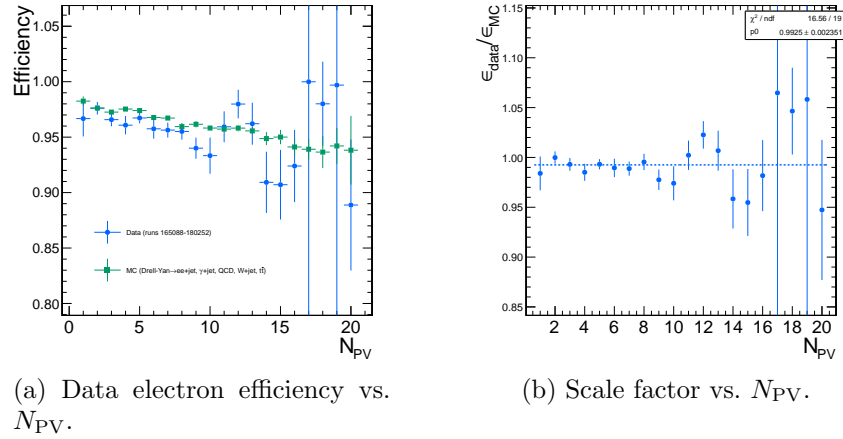 Efficiency
1.05
1.00
0.95
0.90
0.85
0.80
Data (runs 165088-180252)
MC (Drell-Yan→ee+jet, γ+jet, QCD, W+jet, tt̄)
0 5 10 15 20
N_PV
(a) Data electron efficiency vs.
N_PV.
ϵ_data/ϵ_MC
χ² / ndf 16.56 / 19
p0 0.9925 ± 0.002351
1.15
1.10
1.05
1.00
0.95
0.90
0.85
2 4 6 8 10 12 14 16 18 20
N_PV
(b) Scale factor vs. N_PV.